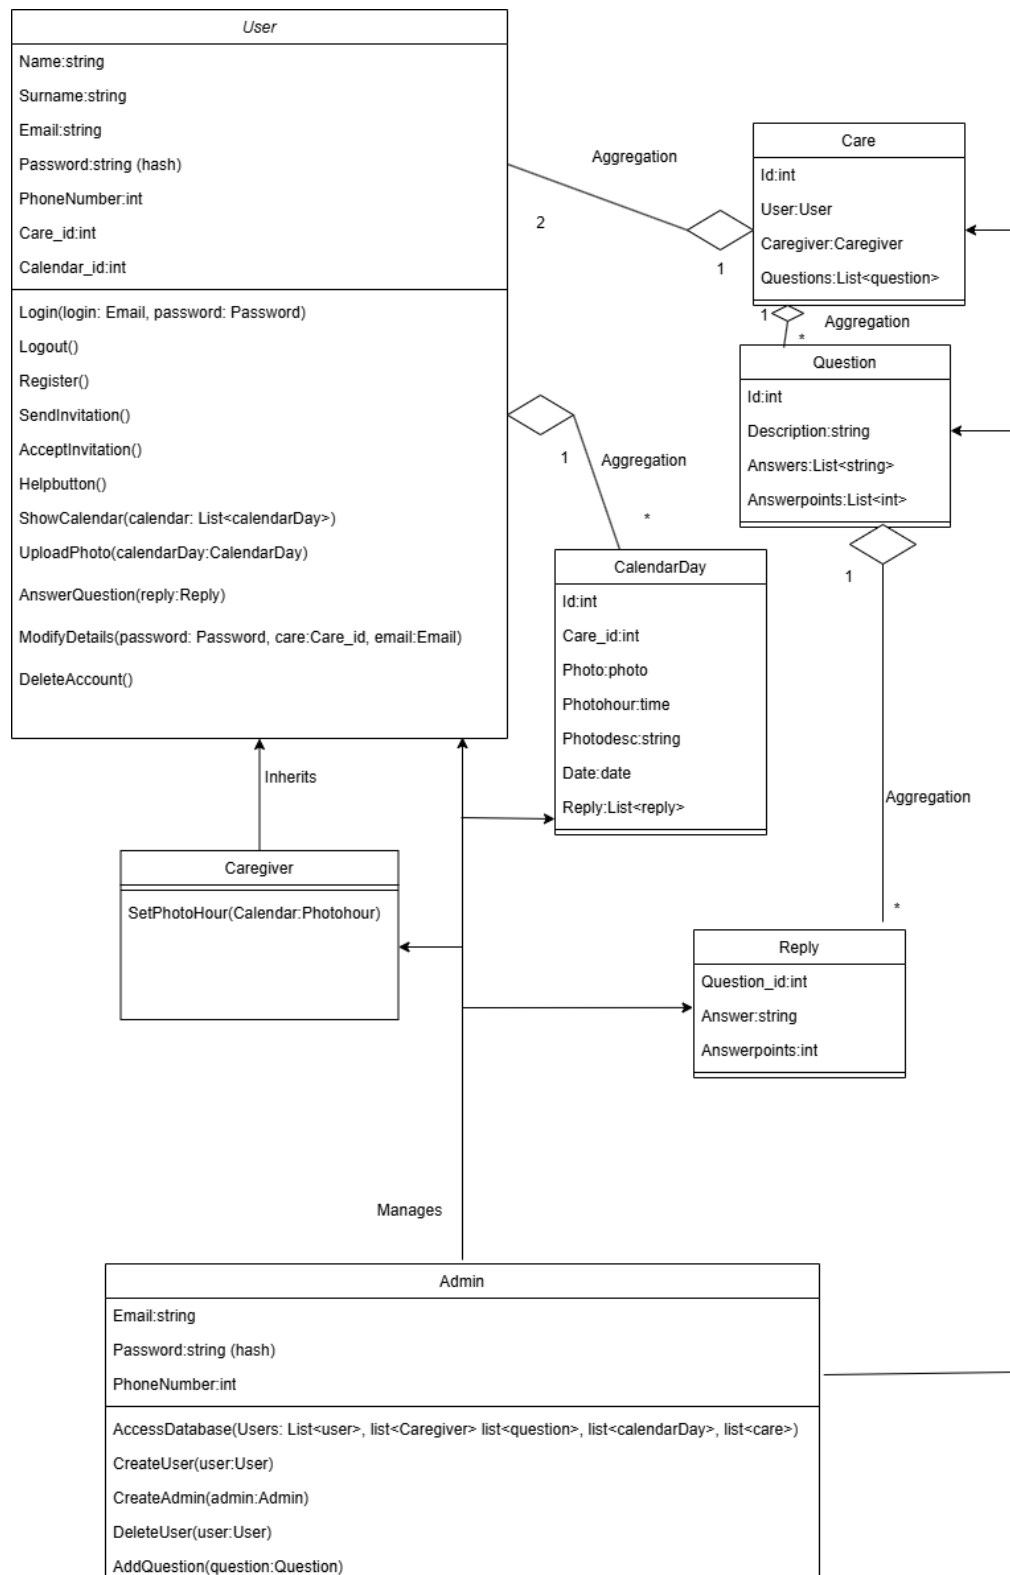 User
Name:string
Surname:string
Email:string
Password:string (hash)
PhoneNumber:int
Care_id:int
Calendar_id:int
Login(login: Email, password: Password)
Logout()
Register()
SendInvitation()
AcceptInvitation()
Helpbutton()
ShowCalendar(calendar: List<calendarDay>)
UploadPhoto(calendarDay:CalendarDay)
AnswerQuestion(reply:Reply)
ModifyDetails(password: Password, care:Care_id, email:Email)
DeleteAccount()
Aggregation
2
1
Care
Id:int
User:User
Caregiver:Caregiver
Questions:List<question>
1
Aggregation
*
Question
Id:int
Description:string
Answers:List<string>
Answerpoints:List<int>
1
Aggregation
*
1
Aggregation
*
CalendarDay
Id:int
Care_id:int
Photo:photo
Photohour:time
Photodesc:string
Date:date
Reply:List<reply>
Inherits
Caregiver
SetPhotoHour(Calendar:Photohour)
Reply
Question_id:int
Answer:string
Answerpoints:int
Manages
Admin
Email:string
Password:string (hash)
PhoneNumber:int
AccessDatabase(Users: List<user>, list<Caregiver> list<question>, list<calendarDay>, list<care>)
CreateUser(user:User)
CreateAdmin(admin:Admin)
DeleteUser(user:User)
AddQuestion(question:Question)